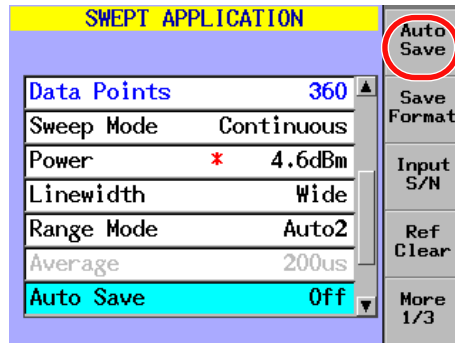 SWEPT APPLICATION
Data Points 360
Sweep Mode Continuous
Power * 4.6dBm
Linewidth Wide
Range Mode Auto2
Average 200us
Auto Save Off
Auto
Save
Save
Format
Input
S/N
Ref
Clear
More
1/3